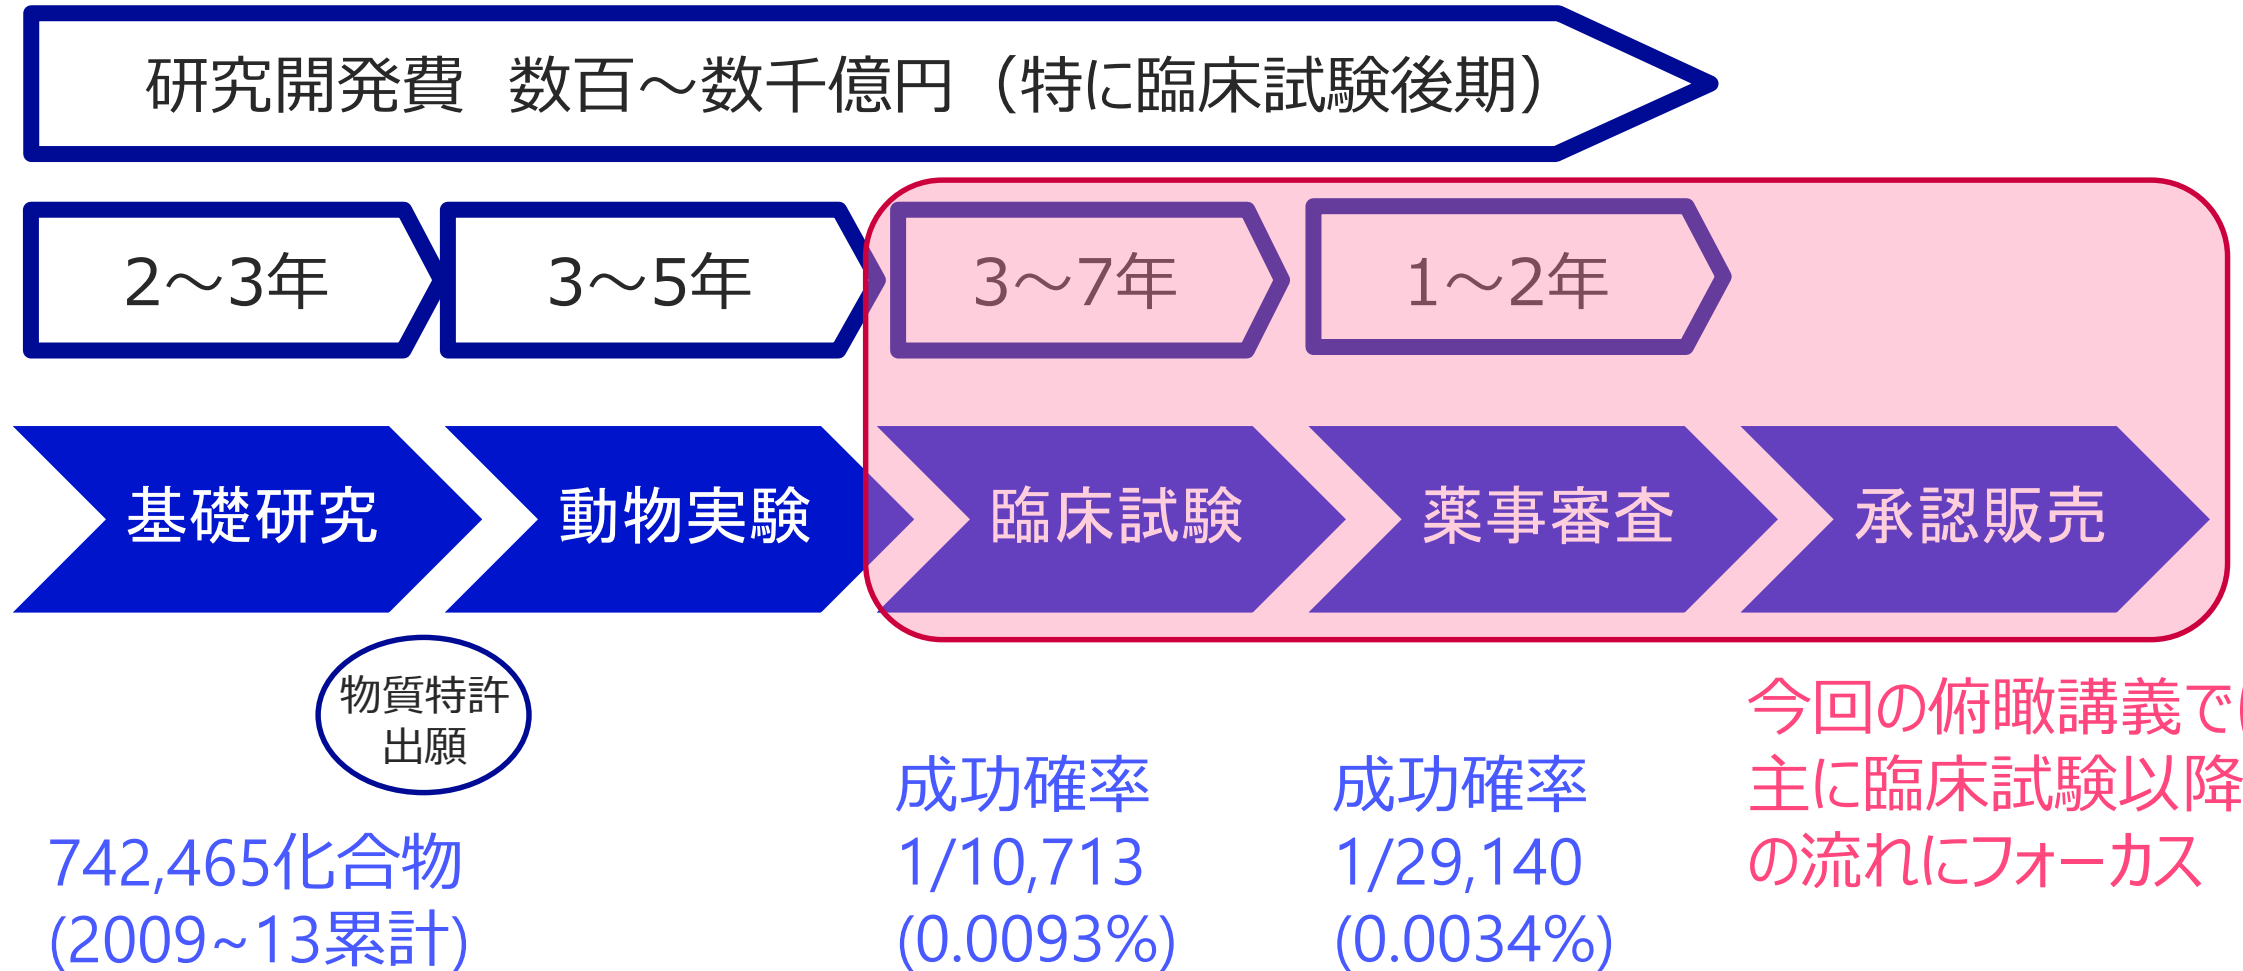 研究開発費 数百～数千億円（特に臨床試験後期）
2～3年
3～5年
3～7年
1～2年
基礎研究
動物実験
臨床試験
薬事審査
承認販売
物質特許
出願
742,465化合物
(2009~13累計)
成功確率
1/10,713
(0.0093%)
成功確率
1/29,140
(0.0034%)
今回の俯瞰講義で
主に臨床試験以降
の流れにフォーカス